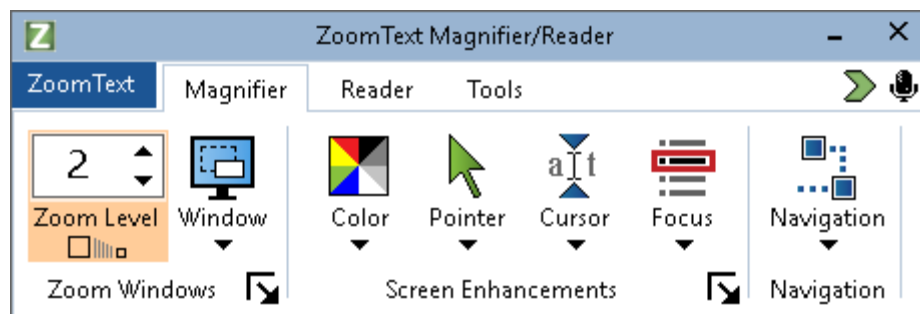 Z ZoomText Magnifier/Reader
ZoomText Magnifier Reader Tools
2
Zoom Level Window Color Pointer a t Cursor Focus Navigation
Zoom Windows Screen Enhancements Navigation